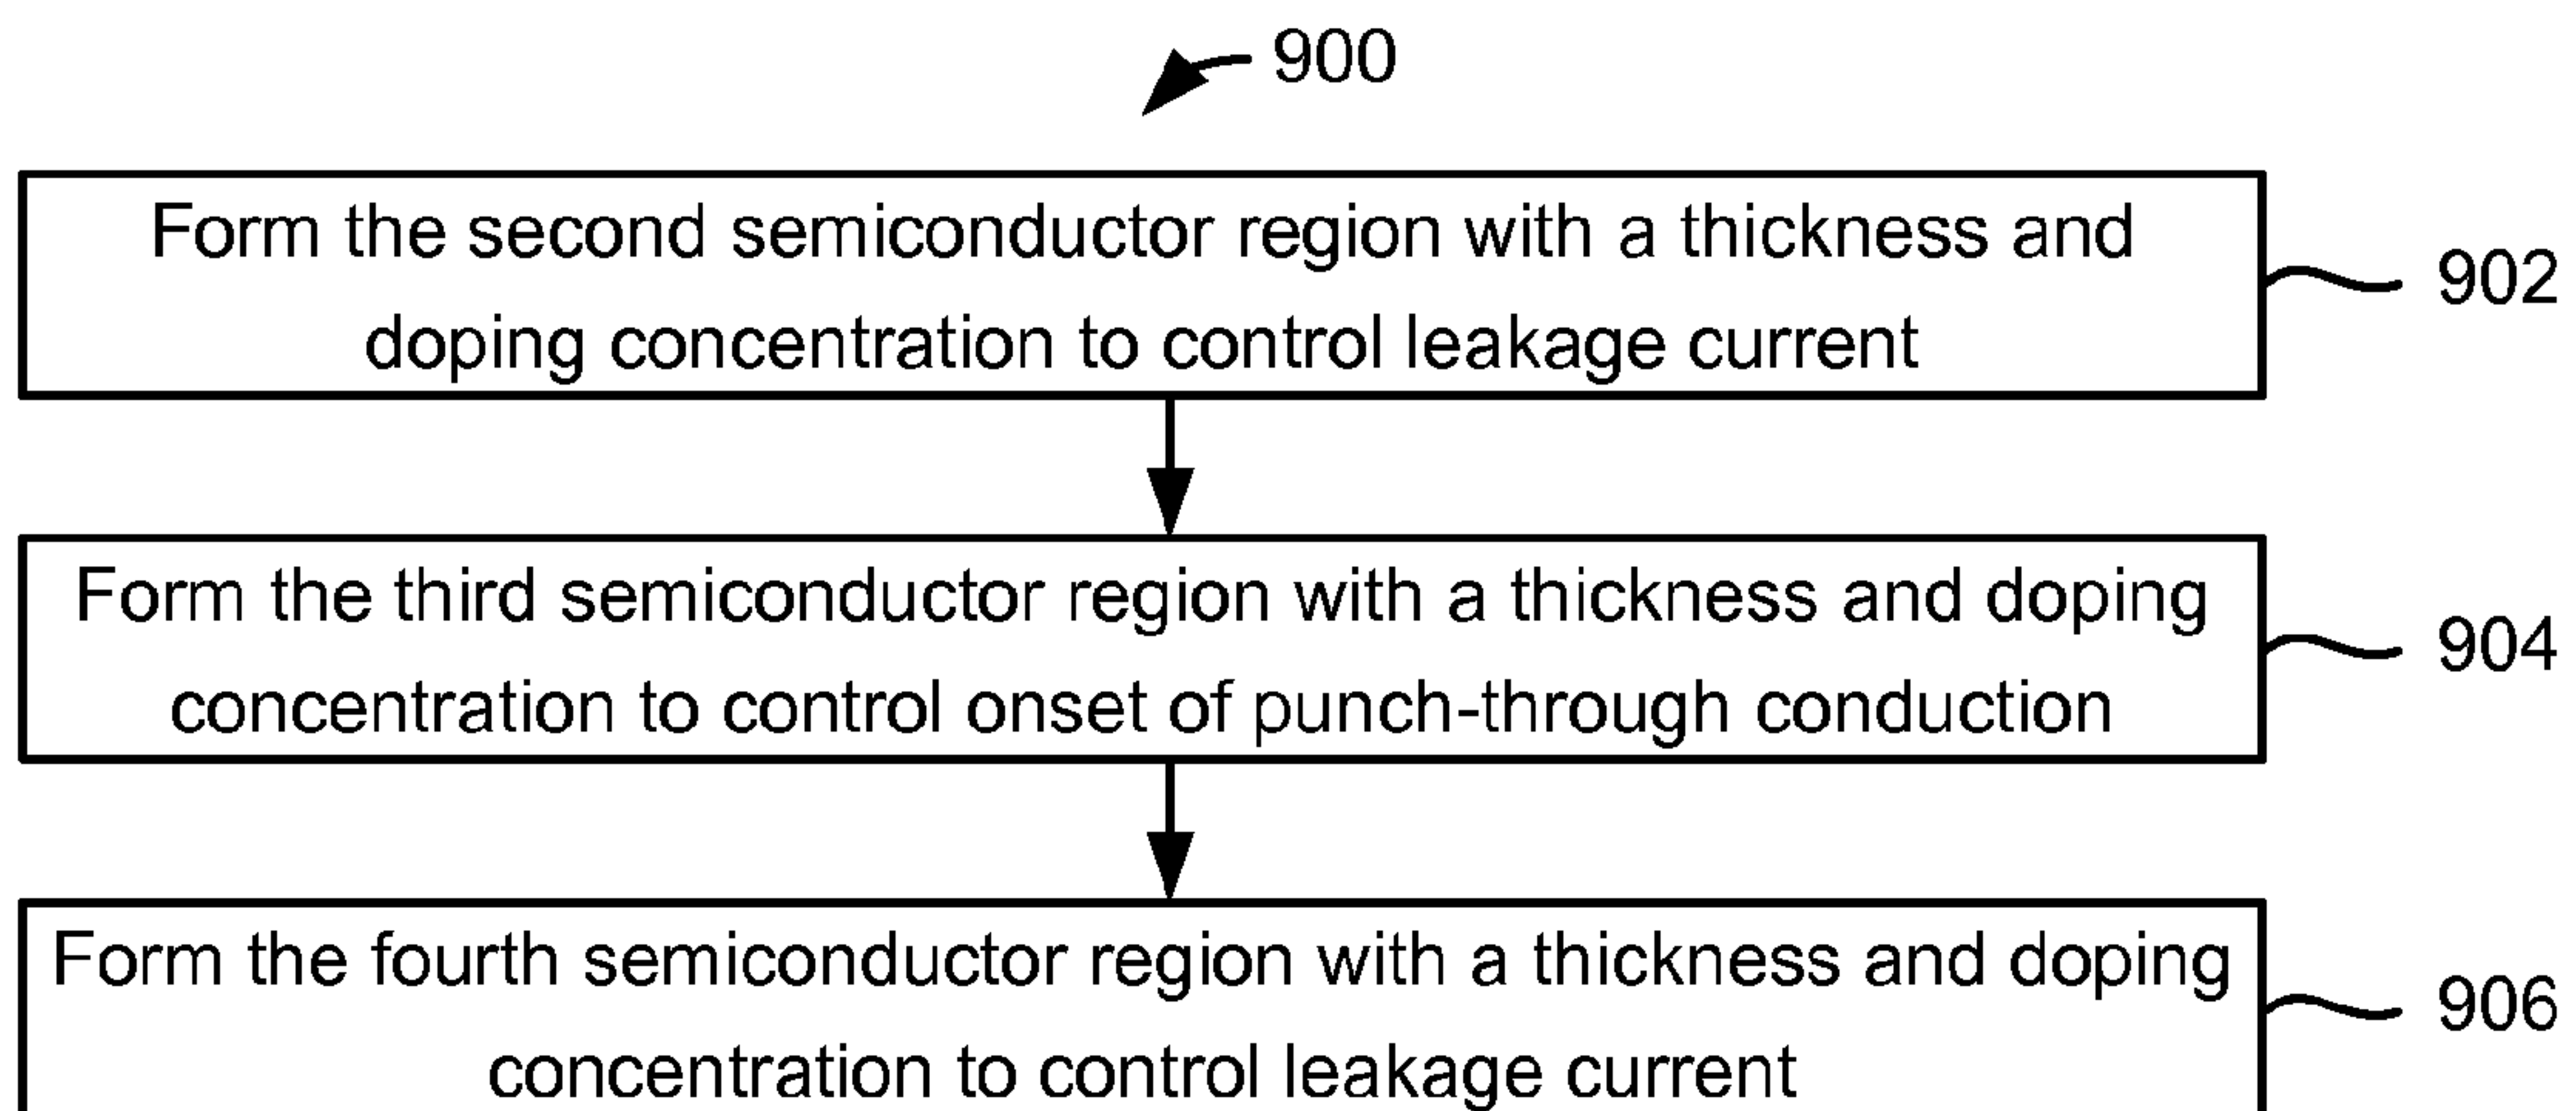 900
Form the second semiconductor region with a thickness and
doping concentration to control leakage current
902
Form the third semiconductor region with a thickness and doping
concentration to control onset of punch-through conduction
904
Form the fourth semiconductor region with a thickness and doping
concentration to control leakage current
906